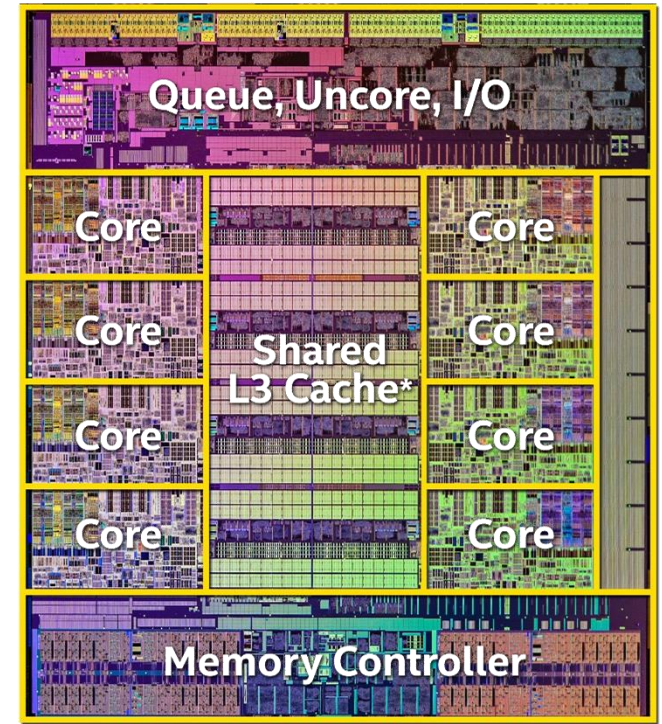 Queue, Uncore, I/O
Core
Core
Core
Core
Shared
L3 Cache*
Core
Core
Core
Core
Memory Controller